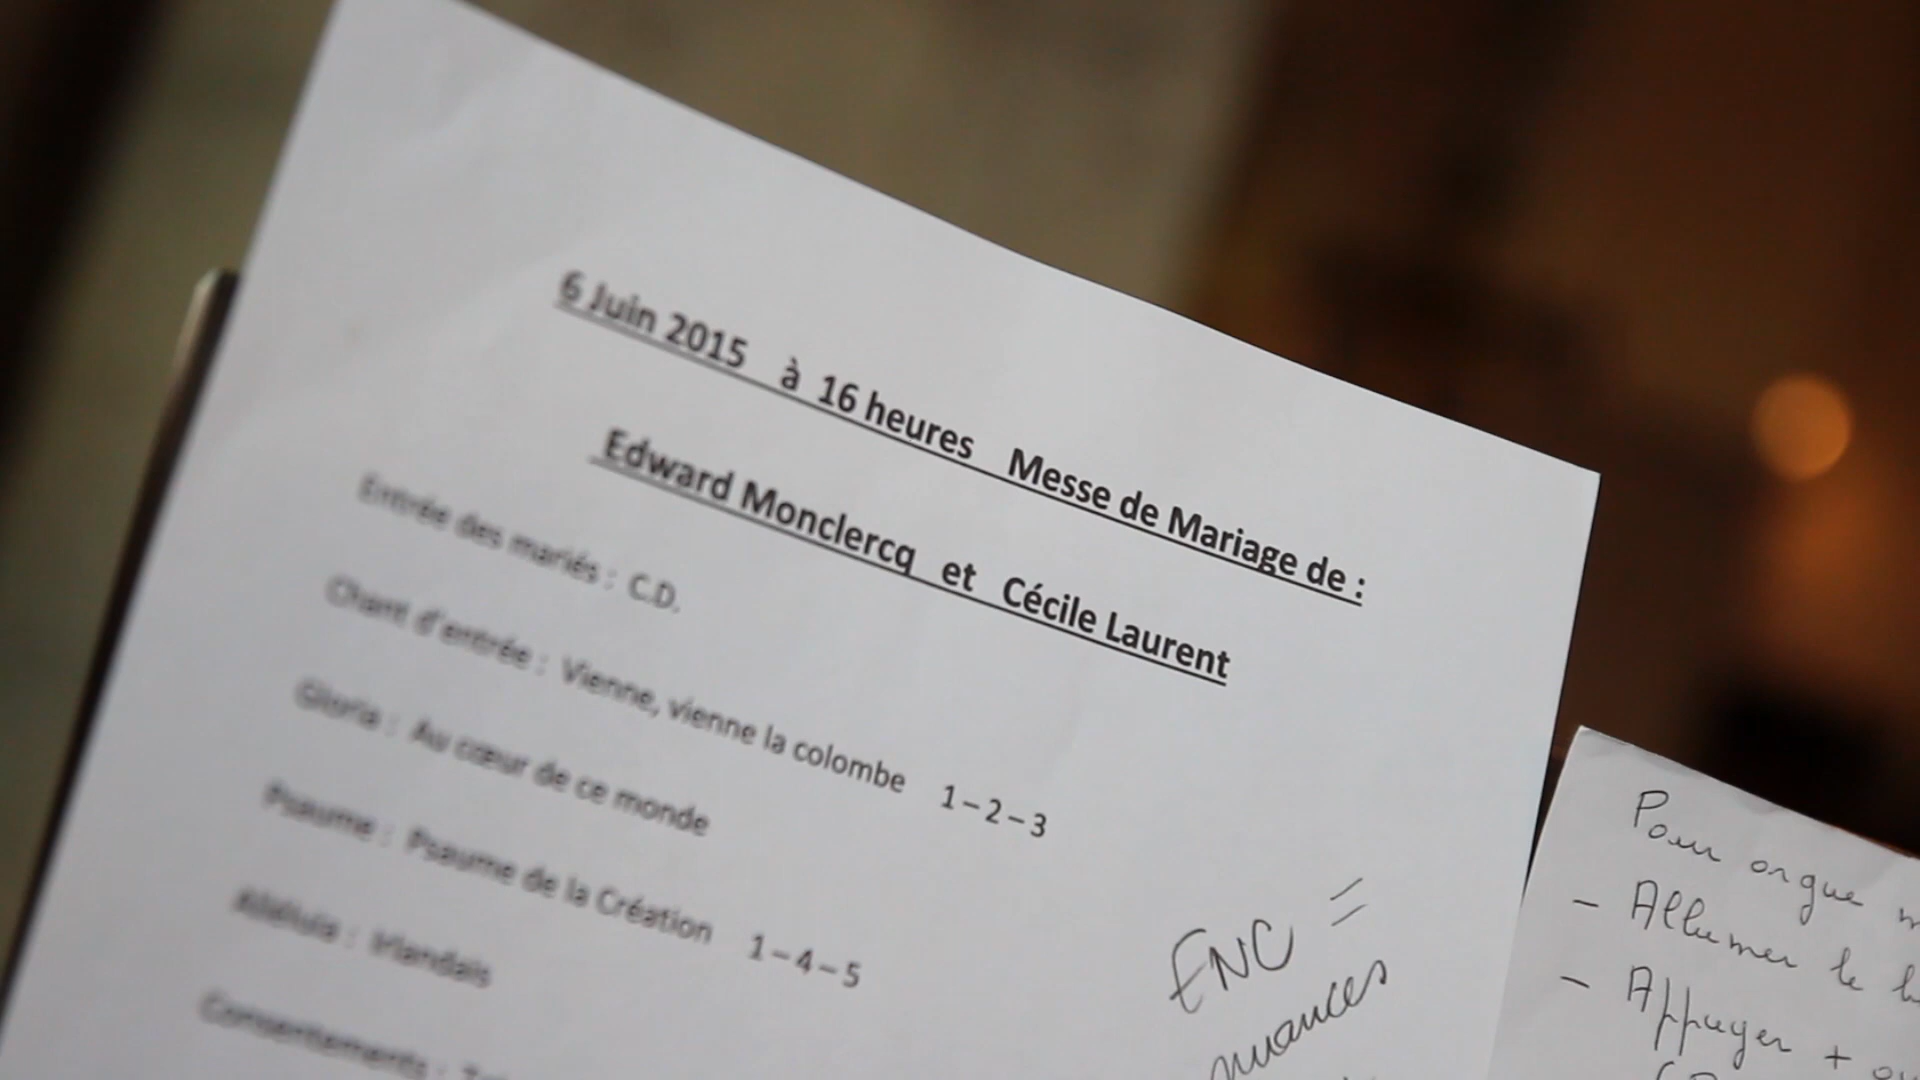 6 Juin 2015 à 16 heures Messe de Mariage de :
Edward Monclercq et Cécile Laurent
Entrée des mariés : C.D.
Chant d'entrée : Vienne, vienne la colombe 1 – 2 – 3
Gloria : Au cœur de ce monde
Psaume : Psaume de la Création 1 – 4 – 5
Alléluia : Irlandais
Consentements :
ENC =
nuances
Pour orgue
- Allumer le
- Appuyer +